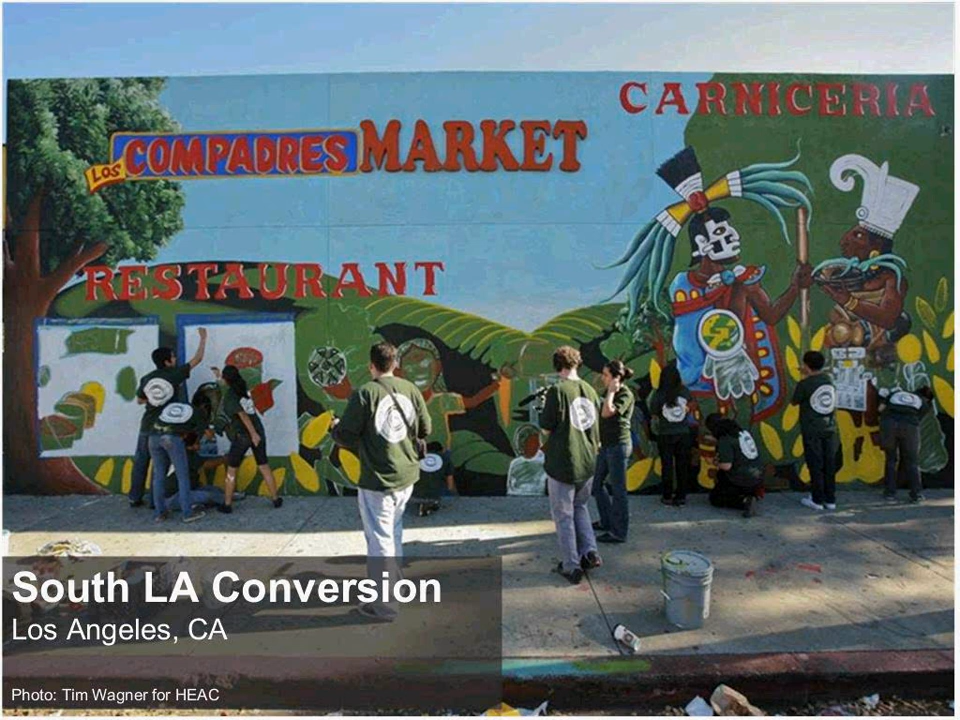 CARNICERIA
LOS COMPADRES MARKET
RESTAURANT
South LA Conversion
Los Angeles, CA
Photo: Tim Wagner for HEAC